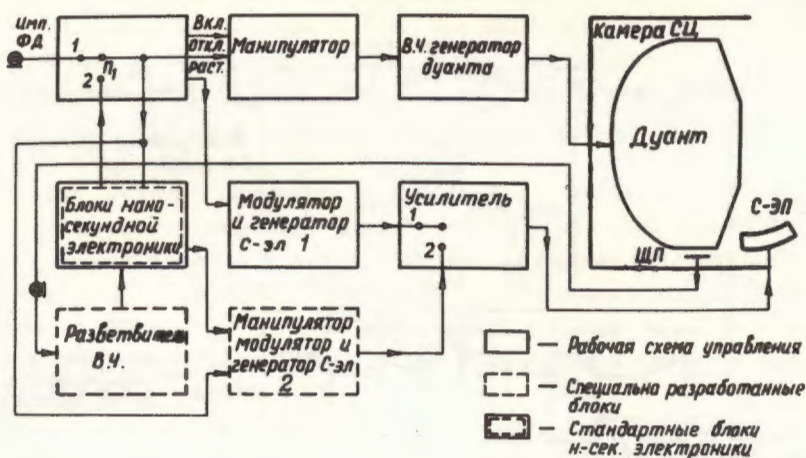 Имп.
ФД
1
2
П₁
Вкл.
откл.
раст.
Манипулятор
В.Ч. генератор
дуанта
Камера СЦ
Дуант
Блоки нано-
секундной
электроники
Модулятор
и генератор
С-эл 1
Усилитель
1
2
С-ЭП
ЩП
Разветвители
В.Ч.
Манипулятор
модулятор и
генератор С-эл
2
— Рабочая схема управления
— Специально разработанные
блоки
— Стандартные блоки
н-сек. электроники